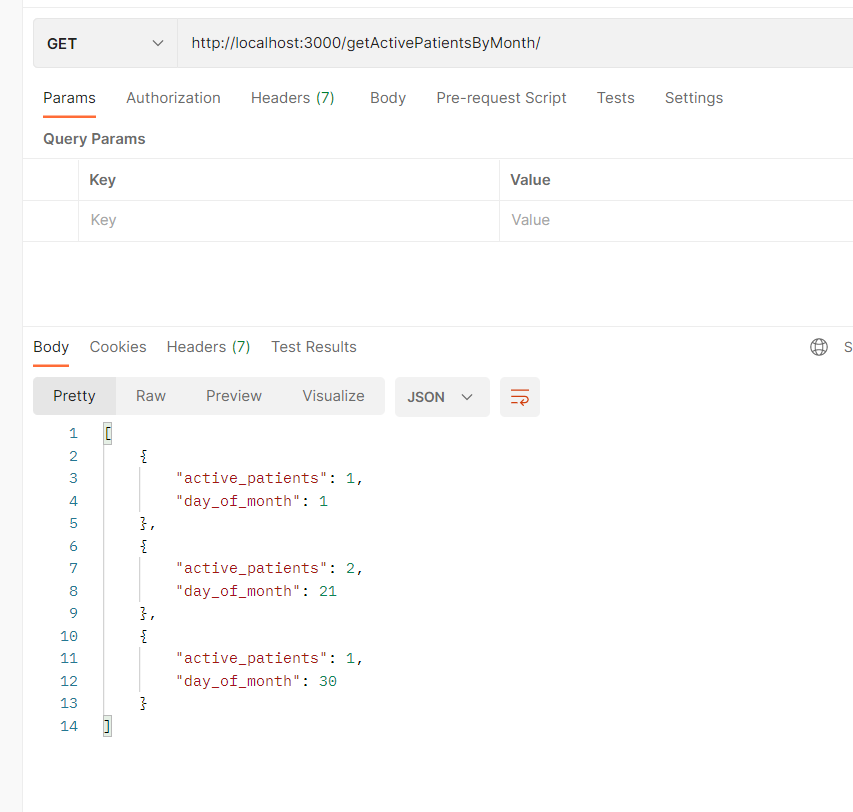 GET http://localhost:3000/getActivePatientsByMonth/
Params Authorization Headers (7) Body Pre-request Script Tests Settings
Query Params
Key Value
Key Value
Body Cookies Headers (7) Test Results S
Pretty Raw Preview Visualize JSON
1 [
2 {
3 "active_patients": 1,
4 "day_of_month": 1
5 },
6 {
7 "active_patients": 2,
8 "day_of_month": 21
9 },
10 {
11 "active_patients": 1,
12 "day_of_month": 30
13 }
14 ]